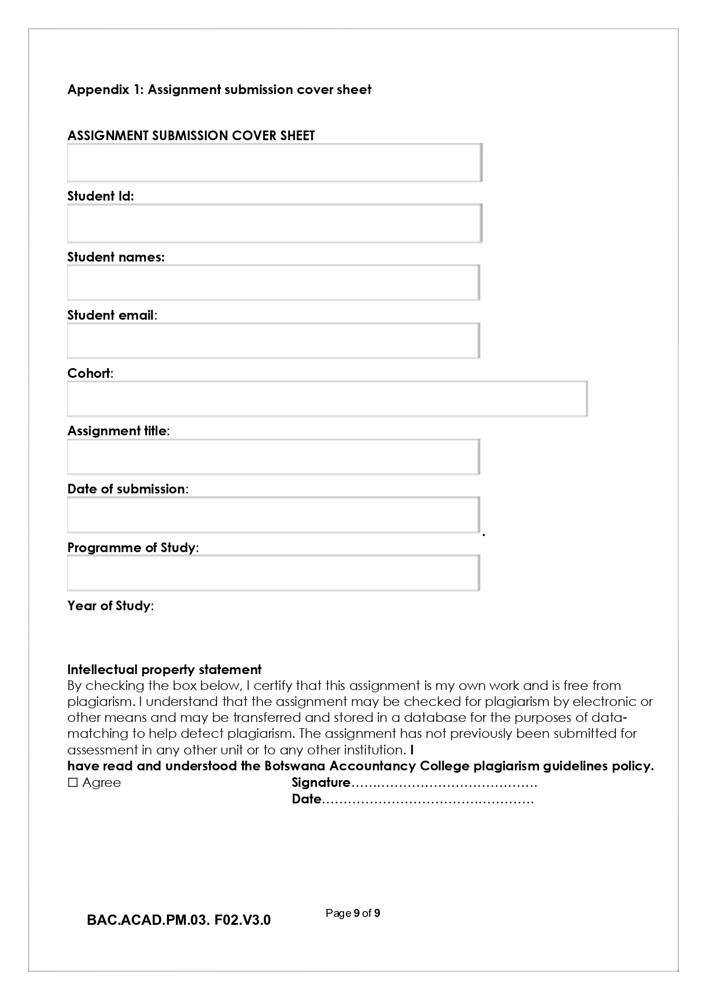 Appendix 1: Assignment submission cover sheet
ASSIGNMENT SUBMISSION COVER SHEET
Student Id:
Student names:
Student email:
Cohort:
Assignment title:
Date of submission:
.
Programme of Study:
Year of Study:
Intellectual property statement
By checking the box below, I certify that this assignment is my own work and is free from
plagiarism. I understand that the assignment may be checked for plagiarism by electronic or
other means and may be transferred and stored in a database for the purposes of data-
matching to help detect plagiarism. The assignment has not previously been submitted for
assessment in any other unit or to any other institution. I
have read and understood the Botswana Accountancy College plagiarism guidelines policy.
☐ Agree Signature…………………………………….
Date………………………………………….
Page 9 of 9
BAC.ACAD.PM.03. F02.V3.0